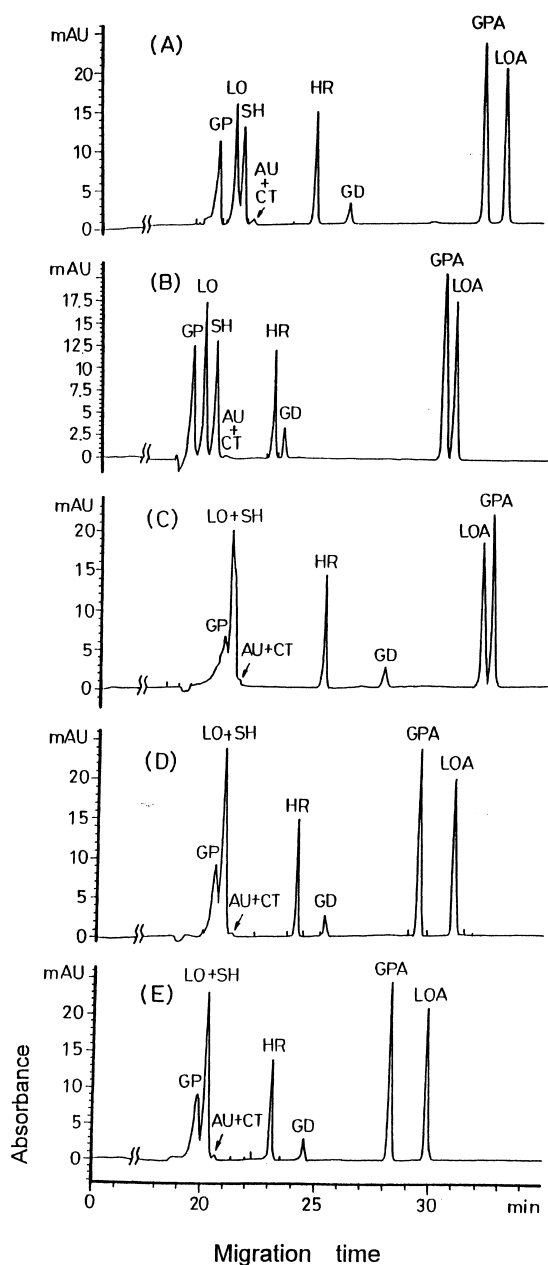 mAU
(A)
GPA
LOA
LO
SH
HR
GP
AU
+
CT
GD
20
15
10
5
0
mAU
(B)
GPA
LOA
LO
GP
SH
HR
AU
+
CT
GD
17.5
15
12.5
10
7.5
5
2.5
0
mAU
(C)
LO+SH
GPA
LOA
HR
GP
AU+CT
GD
20
15
10
5
0
mAU
(D)
LO+SH
GPA
LOA
HR
GP
AU+CT
GD
20
15
10
5
0
mAU
(E)
LO+SH
GPA
LOA
HR
GP
AU+CT
GD
20
15
10
5
0
Absorbance
0 20 25 30 min
Migration time